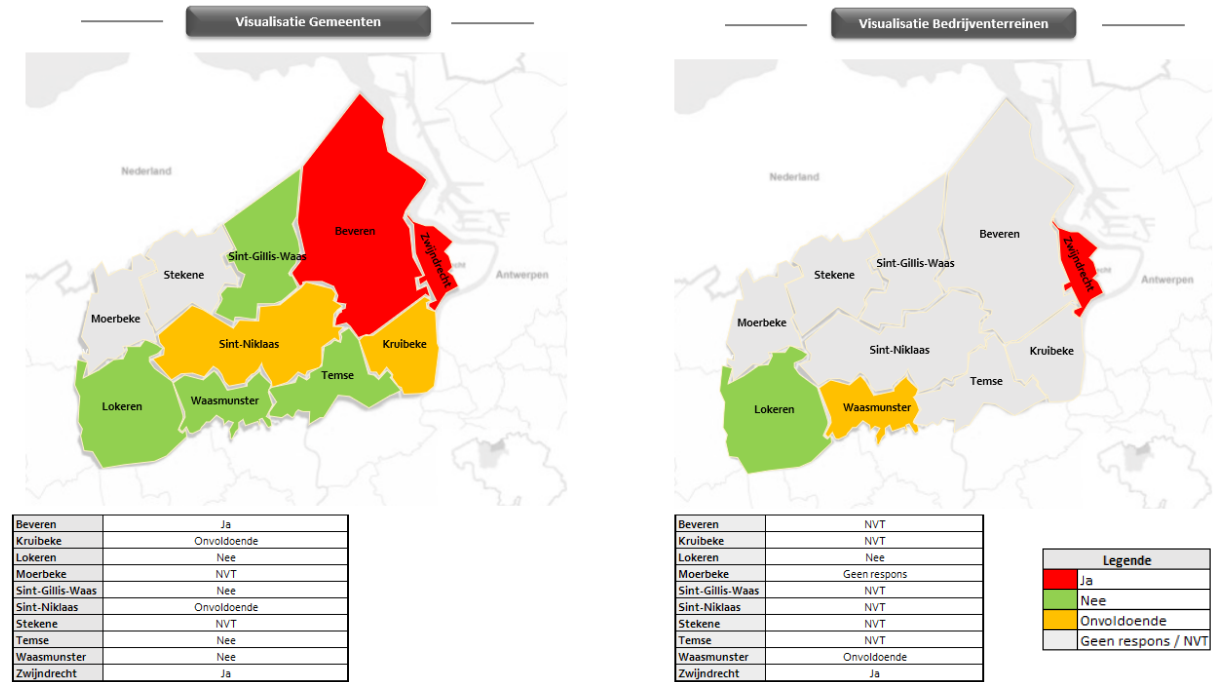 Visualisatie Gemeenten
Nederland
Beveren
Zwijndrecht
Sint-Gillis-Waas
Stekene
Antwerpen
Moerbeke
Sint-Niklaas
Kruibeke
Temse
Waasmunster
Lokeren
Beveren Ja
Kruibeke Onvoldoende
Lokeren Nee
Moerbeke NVT
Sint-Gillis-Waas Nee
Sint-Niklaas Onvoldoende
Stekene NVT
Temse Nee
Waasmunster Nee
Zwijndrecht Ja
Visualisatie Bedrijventerreinen
Nederland
Beveren
Zwijndrecht
Sint-Gillis-Waas
Stekene
Antwerpen
Moerbeke
Sint-Niklaas
Kruibeke
Temse
Waasmunster
Lokeren
Beveren NVT
Kruibeke NVT
Lokeren Nee
Moerbeke Geen respons
Sint-Gillis-Waas NVT
Sint-Niklaas NVT
Stekene NVT
Temse NVT
Waasmunster Onvoldoende
Zwijndrecht Ja
Legende
Ja
Nee
Onvoldoende
Geen respons / NVT